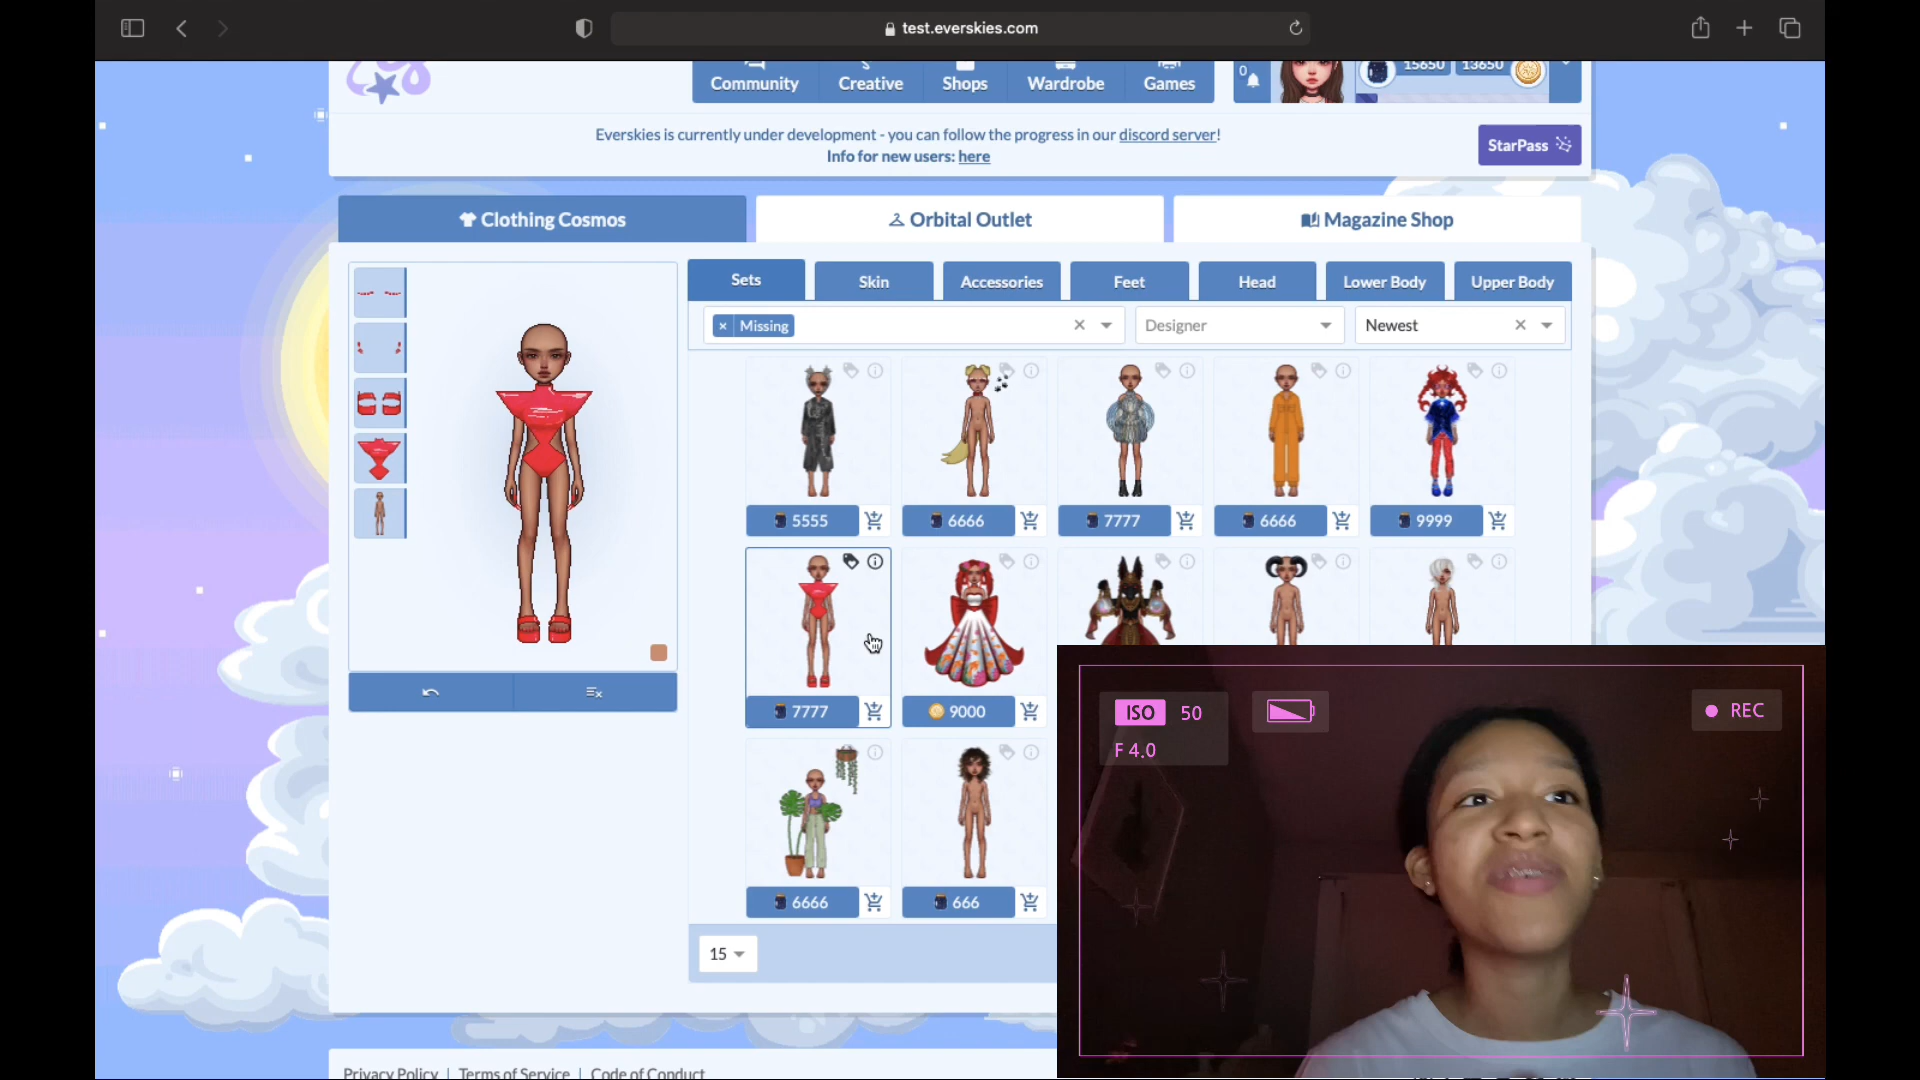 test.everskies.com
Community Creative Shops Wardrobe Games
0
15650 13650
Everskies is currently under development - you can follow the progress in our discord server!
Info for new users: here
StarPass
Clothing Cosmos Orbital Outlet Magazine Shop
Sets Skin Accessories Feet Head Lower Body Upper Body
× Missing Designer Newest
5555 6666 7777 6666 9999
7777 9000
6666 666
15
ISO 50
F 4.0
REC
Privacy Policy | Terms of Service | Code of Conduct